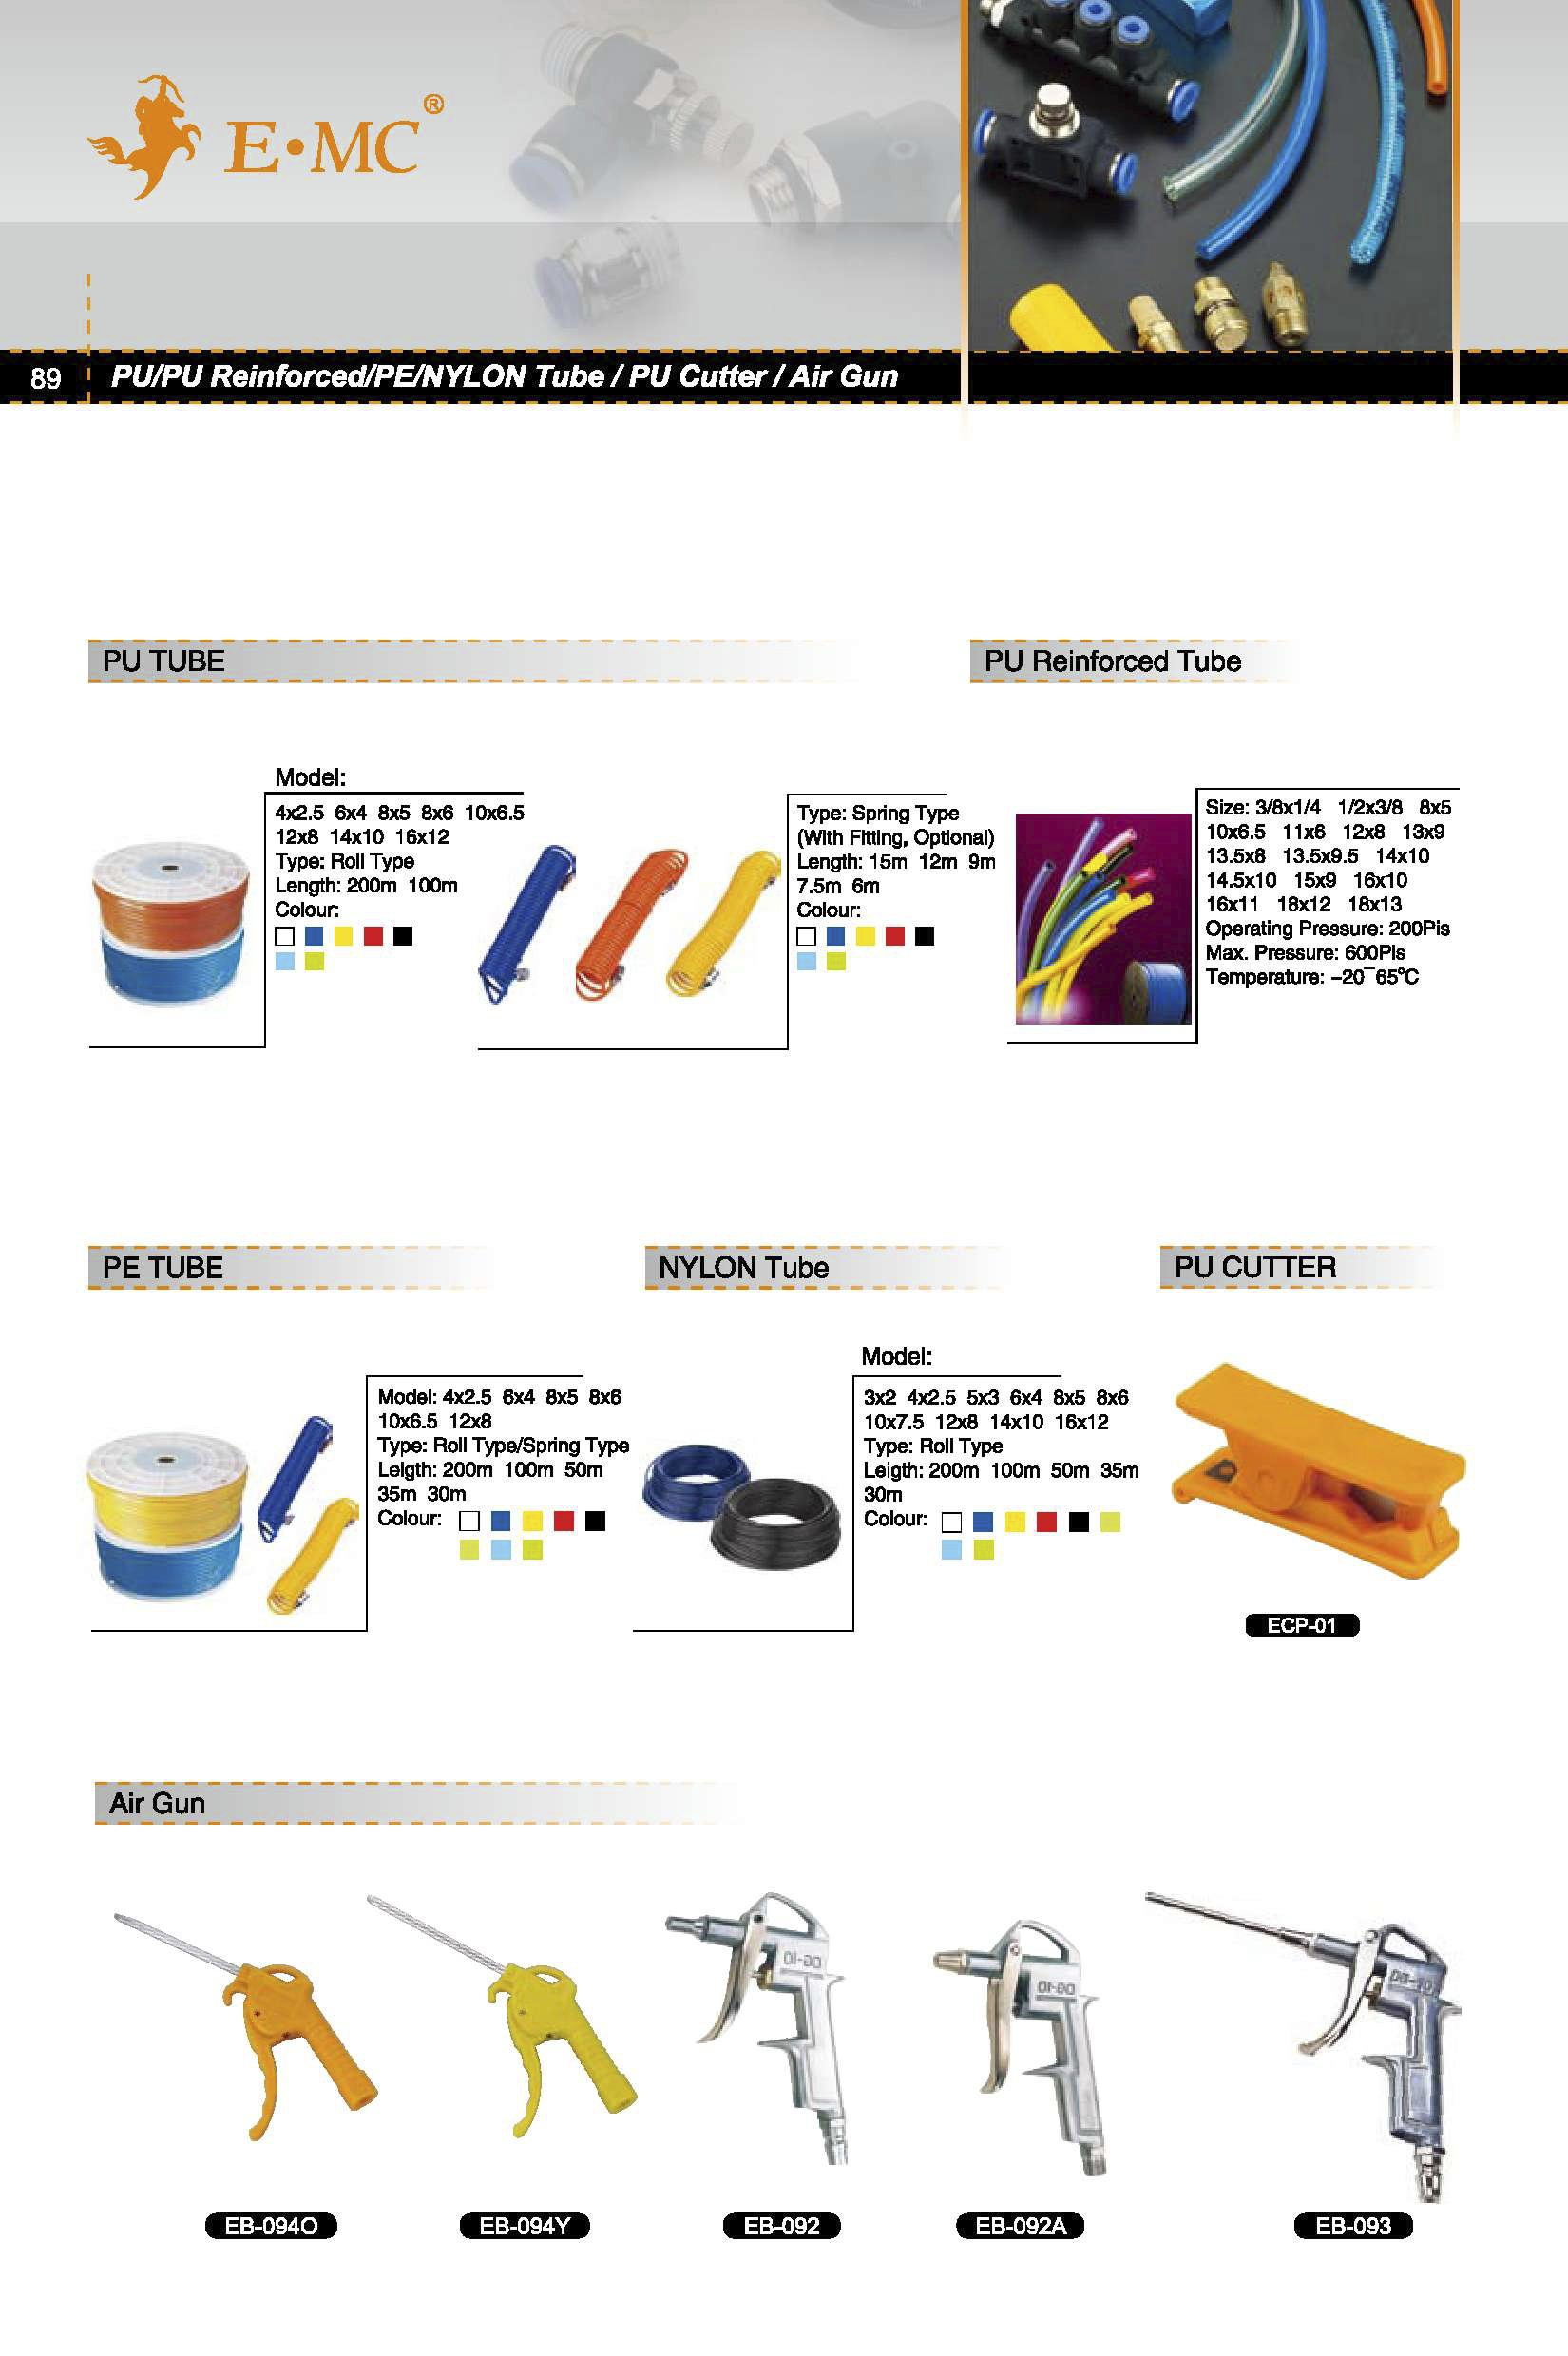 E•MC®
89
PU/PU Reinforced/PE/NYLON Tube / PU Cutter / Air Gun
PU TUBE
Model:
4x2.5 6x4 8x5 8x6 10x6.5
12x8 14x10 16x12
Type: Roll Type
Length: 200m 100m
Colour:
Type: Spring Type
(With Fitting, Optional)
Length: 15m 12m 9m
7.5m 6m
Colour:
PU Reinforced Tube
Size: 3/8x1/4 1/2x3/8 8x5
10x6.5 11x6 12x8 13x9
13.5x8 13.5x9.5 14x10
14.5x10 15x9 16x10
16x11 18x12 18x13
Operating Pressure: 200Pis
Max. Pressure: 600Pis
Temperature: -20¯65°C
PE TUBE
Model: 4x2.5 6x4 8x5 8x6
10x6.5 12x8
Type: Roll Type/Spring Type
Leigth: 200m 100m 50m
35m 30m
Colour:
NYLON Tube
Model:
3x2 4x2.5 5x3 6x4 8x5 8x6
10x7.5 12x8 14x10 16x12
Type: Roll Type
Leigth: 200m 100m 50m 35m
30m
Colour:
PU CUTTER
ECP-01
Air Gun
DG-10
DG-10
DG-10
EB-094O
EB-094Y
EB-092
EB-092A
EB-093